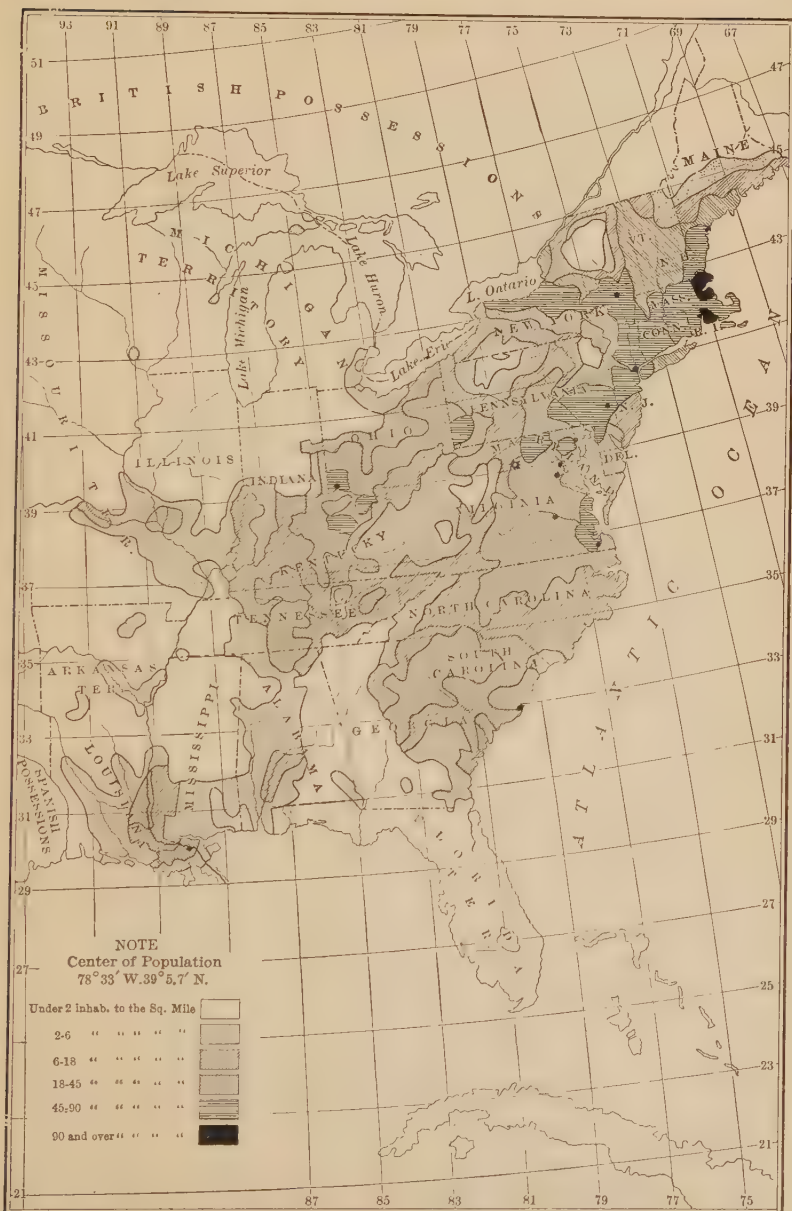 93 91 89 87 85 83 81 79 77 75 73 71 69 67
51
49
47
45
43
41
39
37
35
33
31
29
27
21
47
45
43
41
39
37
35
33
31
29
27
25
23
21
BRITISH POSSESSIONS
Lake Superior
MICHIGAN
TERRITORY
Lake Michigan
Lake Huron
L. Ontario
Lake Erie
MISSOURI TER.
MAINE
VT.
N.
MASS.
CONN.
R. I.
NEW YORK
PENNSYLVANIA
N. J.
OHIO
MARYLAND
DEL.
ILLINOIS
INDIANA
VIRGINIA
KENTUCKY
TENNESSEE
NORTH CAROLINA
SOUTH
CAROLINA
ARKANSAS
TER.
MISSISSIPPI
ALABAMA
GE
LOUISIANA
SPANISH
POSSESSIONS
FLORIDA
ATLANTIC OCEAN
NOTE
Center of Population
78°33′ W. 39°5.7′ N.
Under 2 inhab. to the Sq. Mile
2-6 “ “ “ “ “
6-18 “ “ “ “ “
18-45 “ “ “ “ “
45-90 “ “ “ “ “
90 and over “ “ “ “
87 85 83 81 79 77 75